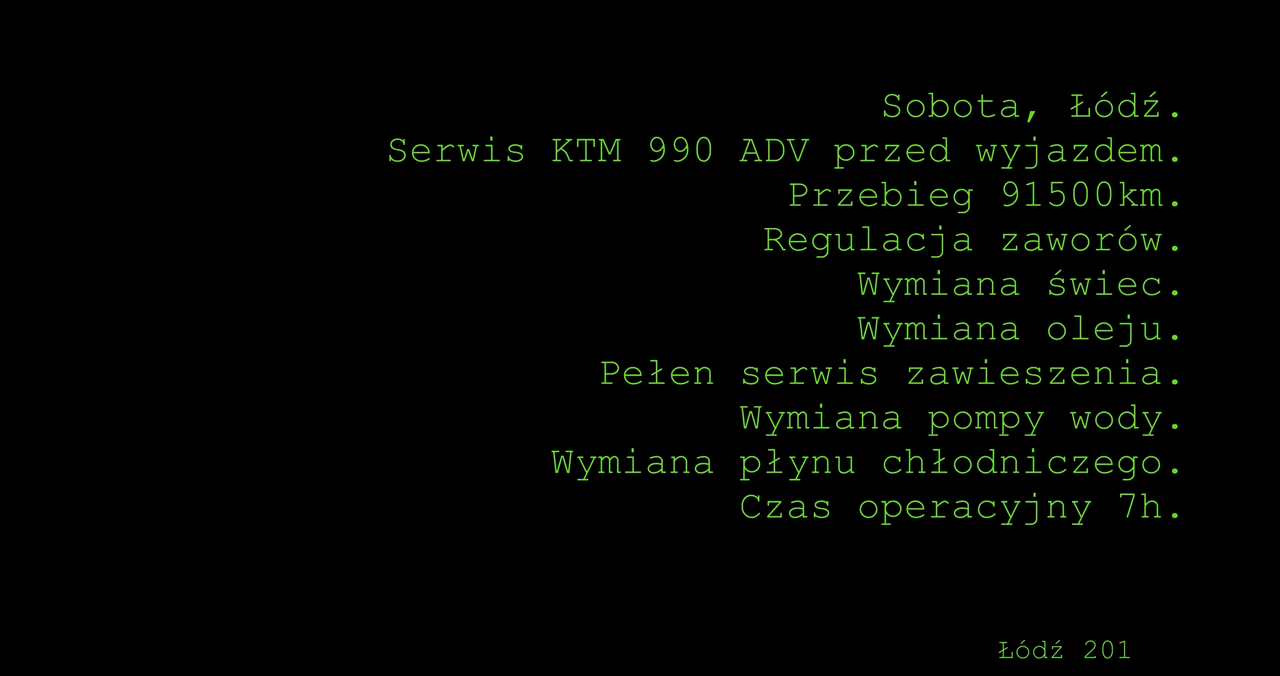 Sobota, Łódź.
Serwis KTM 990 ADV przed wyjazdem.
Przebieg 91500km.
Regulacja zaworów.
Wymiana świec.
Wymiana oleju.
Pełen serwis zawieszenia.
Wymiana pompy wody.
Wymiana płynu chłodniczego.
Czas operacyjny 7h.
Łódź 201